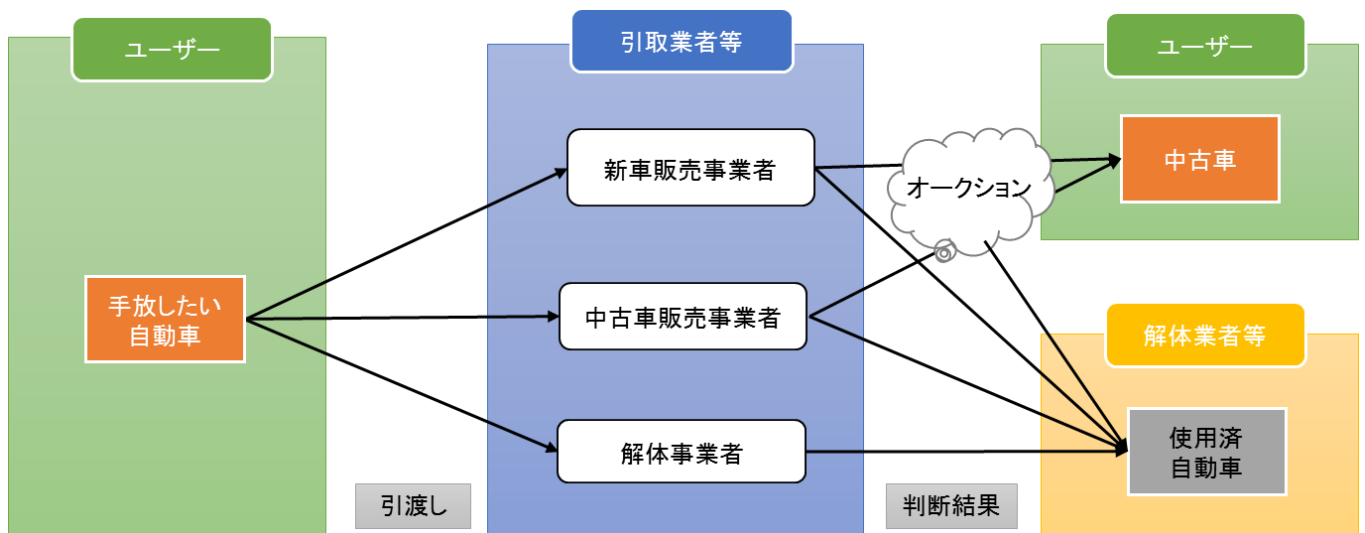 ユーザー
引取業者等
ユーザー
新車販売事業者
オークション
中古車
手放したい
自動車
中古車販売事業者
解体業者等
解体事業者
使用済
自動車
引渡し
判断結果